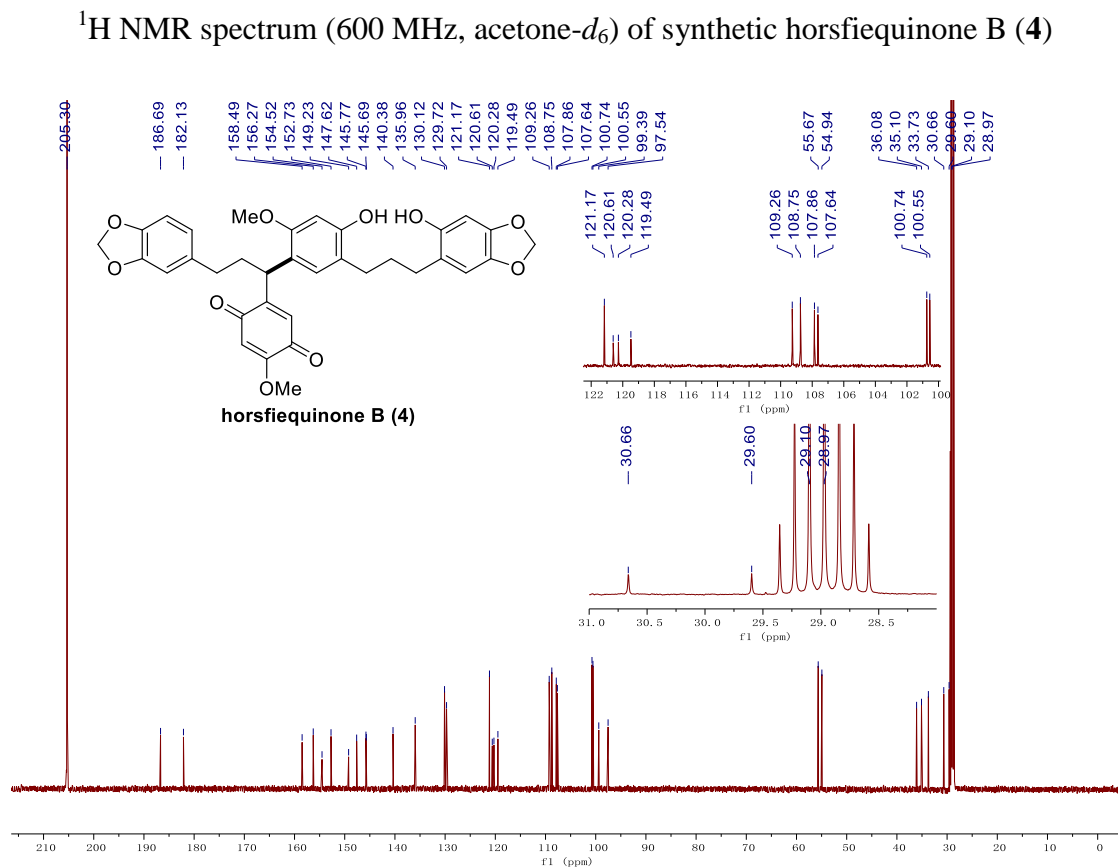 ¹H NMR spectrum (600 MHz, acetone-d₆) of synthetic horsfiequinone B (4)
205.30
186.69
182.13
158.49
156.27
154.52
152.73
149.23
147.62
145.77
145.69
140.38
135.96
130.12
129.72
121.17
120.61
120.28
119.49
109.26
108.75
107.86
107.64
100.74
100.55
99.39
97.54
55.67
54.94
36.08
35.10
33.73
30.66
29.60
29.10
28.97
O
O
MeO
OH
HO
O
O
O
O
OMe
horsfiequinone B (4)
121.17
120.61
120.28
119.49
109.26
108.75
107.86
107.64
100.74
100.55
122 120 118 116 114 112 110 108 106 104 102 100
f1 (ppm)
30.66
29.60
29.10
28.97
31.0 30.5 30.0 29.5 29.0 28.5
f1 (ppm)
210 200 190 180 170 160 150 140 130 120 110 100 90 80 70 60 50 40 30 20 10 0
f1 (ppm)